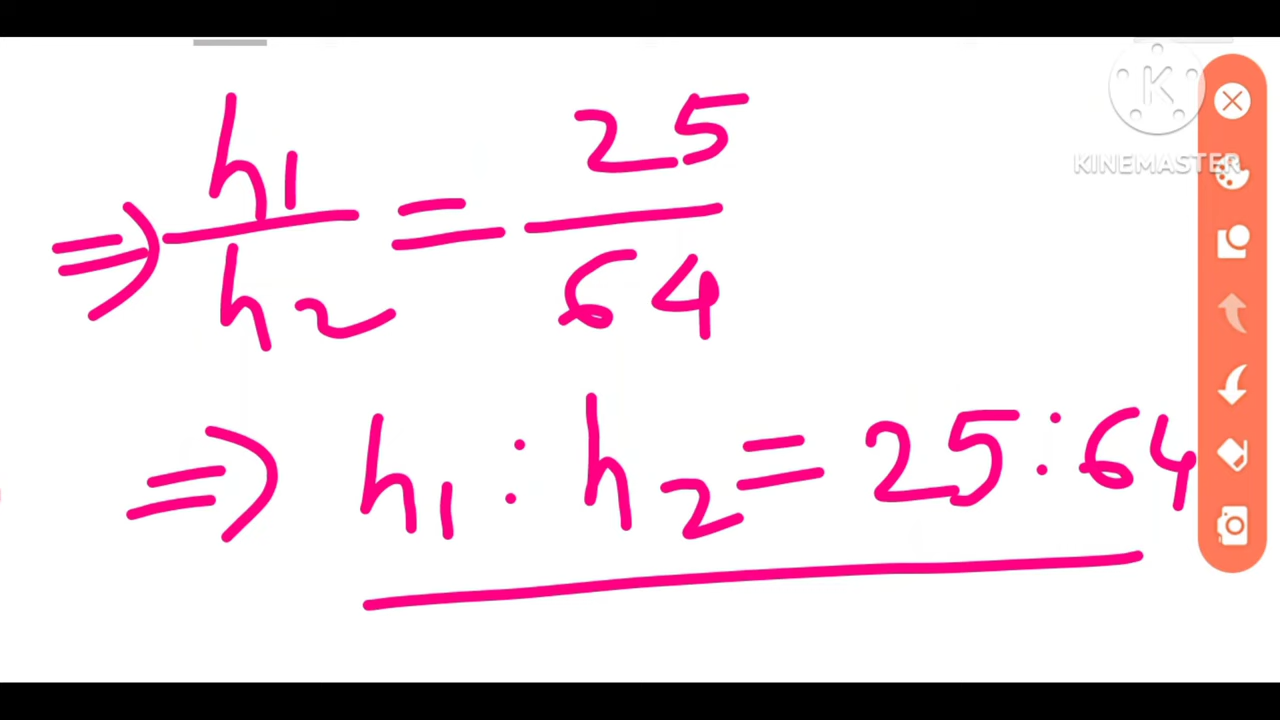 KINEMASTER
⇒ h1/h2 = 25/64
⇒ h1 : h2 = 25 : 64